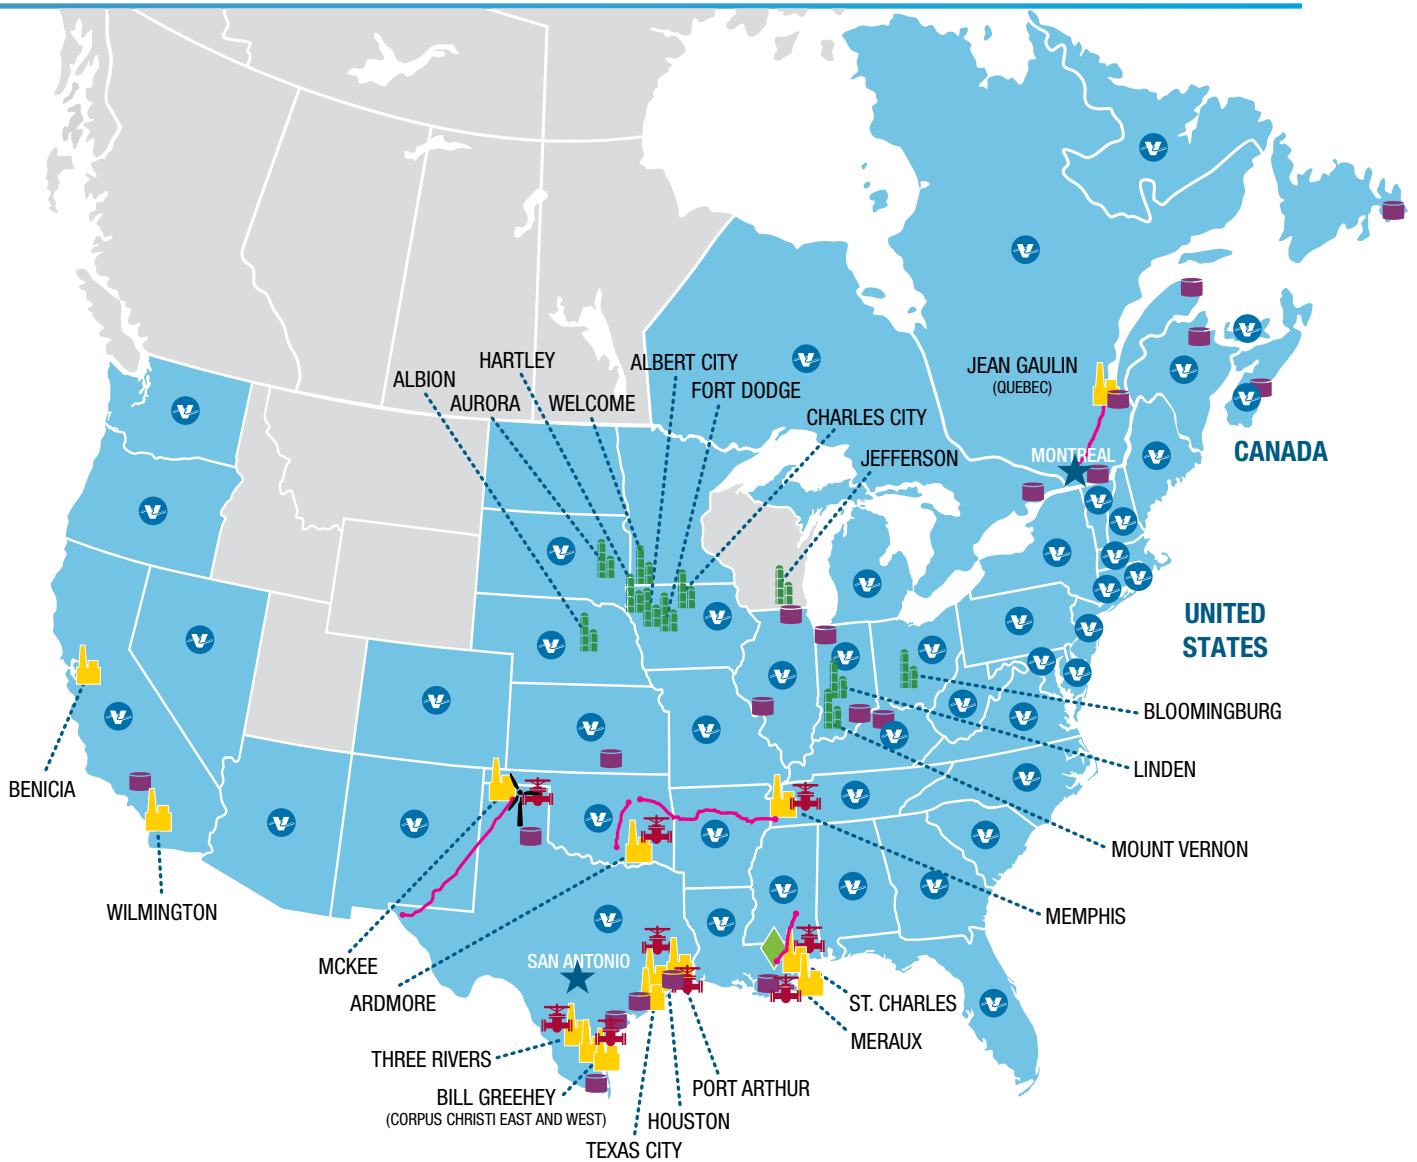 HARTLEY
ALBERT CITY
JEAN GAULIN
(QUEBEC)
ALBION
FORT DODGE
AURORA
WELCOME
CHARLES CITY
CANADA
MONTREAL
JEFFERSON
UNITED
STATES
BLOOMINGBURG
LINDEN
BENICIA
MOUNT VERNON
WILMINGTON
MEMPHIS
MCKEE
SAN ANTONIO
ARDMORE
ST. CHARLES
MERAUX
THREE RIVERS
PORT ARTHUR
BILL GREEHEY
(CORPUS CHRISTI EAST AND WEST)
HOUSTON
TEXAS CITY